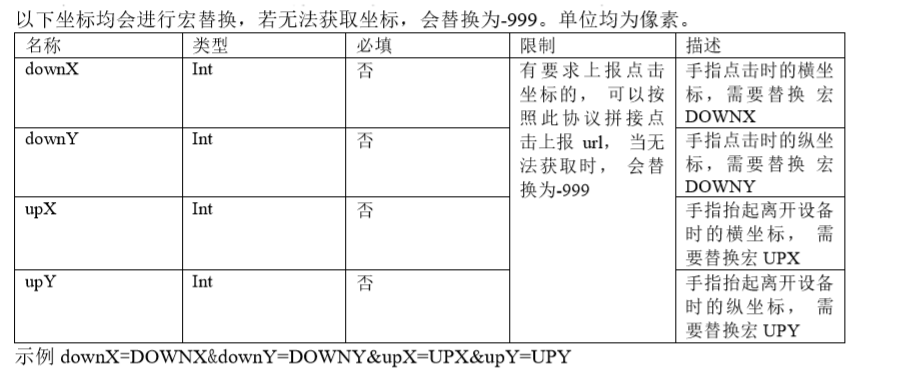 以下坐标均会进行宏替换，若无法获取坐标，会替换为-999。单位均为像素。
名称 类型 必填 限制 描述
downX Int 否 有要求上报点击 手指点击时的横坐
坐标的， 可以按 标，需要替换 宏
照此协议拼接点 DOWNX
downY Int 否 击上报 url， 当无 手指点击时的纵坐
法获取时， 会替 标，需要替换 宏
换为-999 DOWNY
upX Int 否 手指抬起离开设备
时的横坐标， 需
要替换宏 UPX
upY Int 否 手指抬起离开设备
时的纵坐标， 需
要替换宏 UPY
示例 downX=DOWNX&downY=DOWNY&upX=UPX&upY=UPY